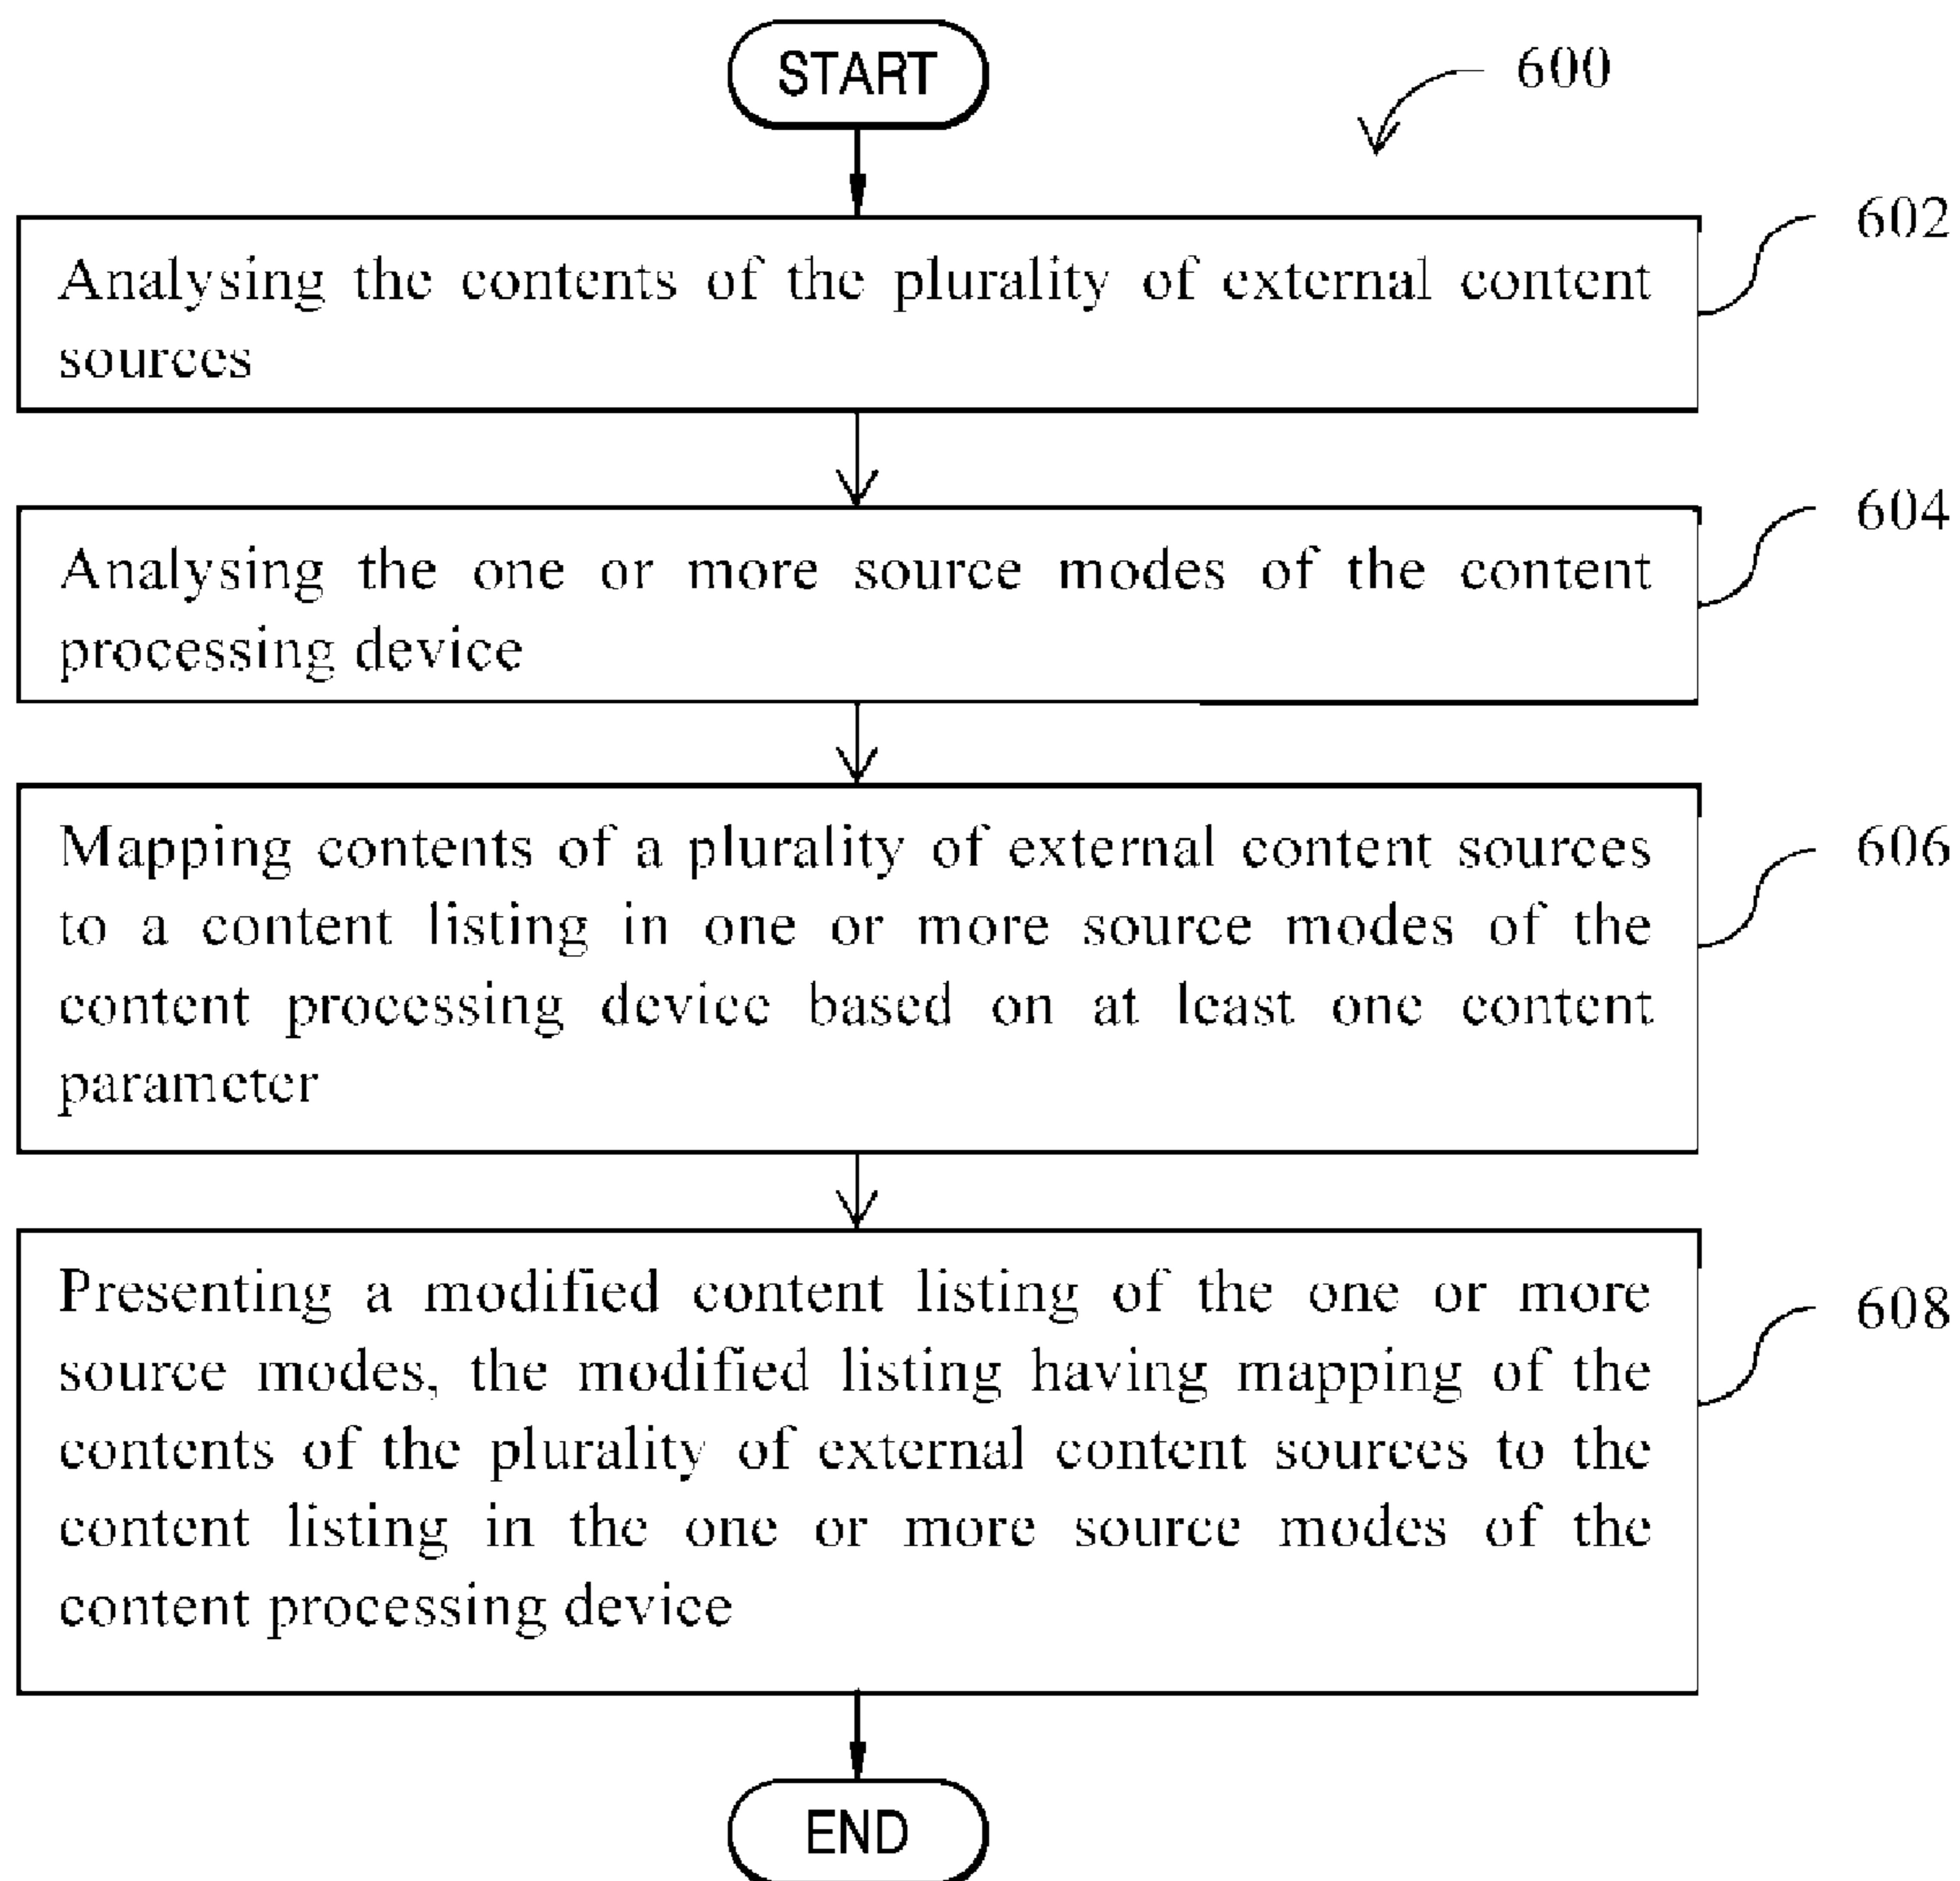 START
600
602
Analysing the contents of the plurality of external content
sources
604
Analysing the one or more source modes of the content
processing device
606
Mapping contents of a plurality of external content sources
to a content listing in one or more source modes of the
content processing device based on at least one content
parameter
608
Presenting a modified content listing of the one or more
source modes, the modified listing having mapping of the
contents of the plurality of external content sources to the
content listing in the one or more source modes of the
content processing device
END